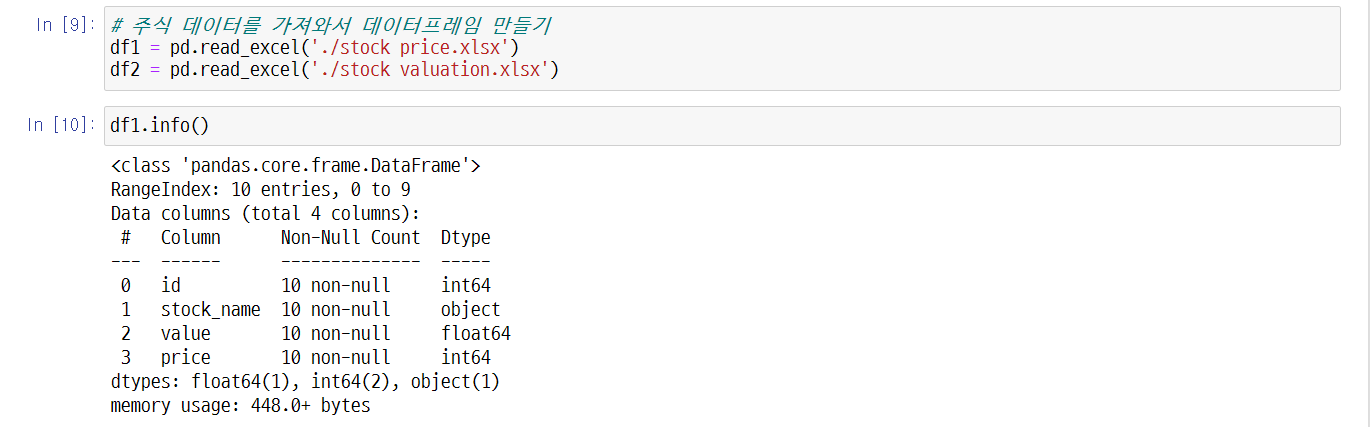 In [9]:
# 주식 데이터를 가져와서 데이터프레임 만들기
df1 = pd.read_excel('./stock price.xlsx')
df2 = pd.read_excel('./stock valuation.xlsx')
In [10]:
df1.info()
<class 'pandas.core.frame.DataFrame'>
RangeIndex: 10 entries, 0 to 9
Data columns (total 4 columns):
 #   Column      Non-Null Count  Dtype
---  ------      --------------  -----
 0   id          10 non-null     int64
 1   stock_name  10 non-null     object
 2   value       10 non-null     float64
 3   price       10 non-null     int64
dtypes: float64(1), int64(2), object(1)
memory usage: 448.0+ bytes